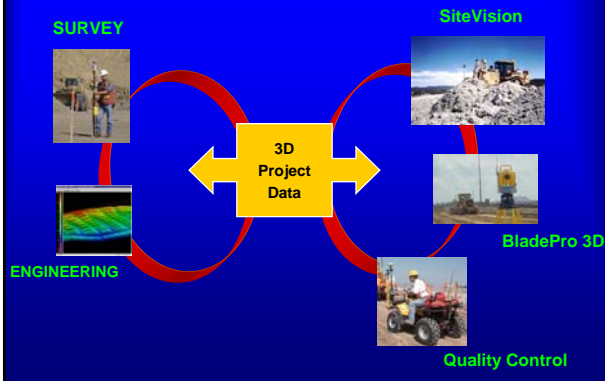 SURVEY
SiteVision
3D
Project
Data
BladePro 3D
ENGINEERING
Quality Control